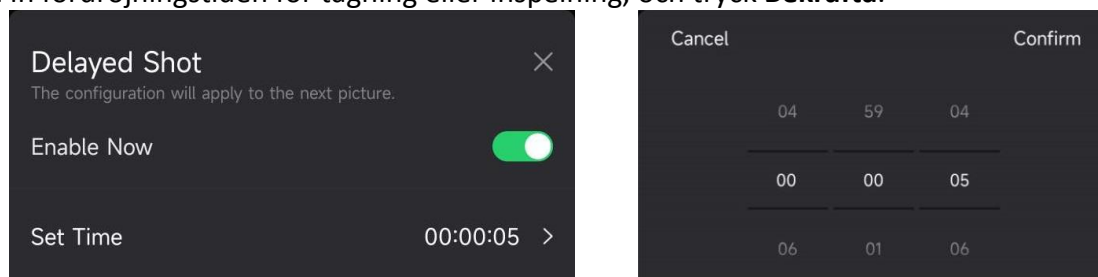 in fördröjningstiden för tagning eller inspelning, och tryck Bekräfta.
Delayed Shot
The configuration will apply to the next picture.
Enable Now
Set Time 00:00:05 >
Cancel Confirm
04 59 04
00 00 05
06 01 06